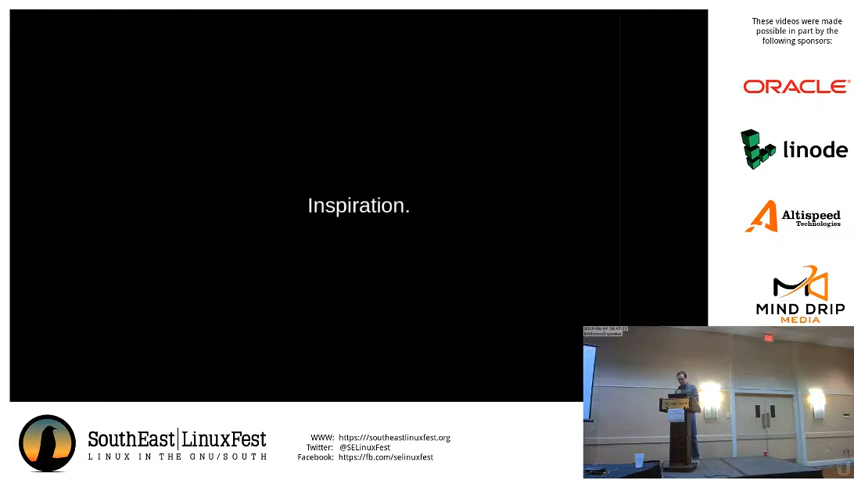 These videos were made
possible in part by the
following sponsors:
ORACLE
linode
Altispeed
Technologies
Inspiration.
MIND DRIP
MEDIA
SouthEast LinuxFest
LINUX IN THE GNU/SOUTH
WWW: https:///southeastlinuxfest.org
Twitter: @SELinuxFest
Facebook: https://fb.com/selinuxfest